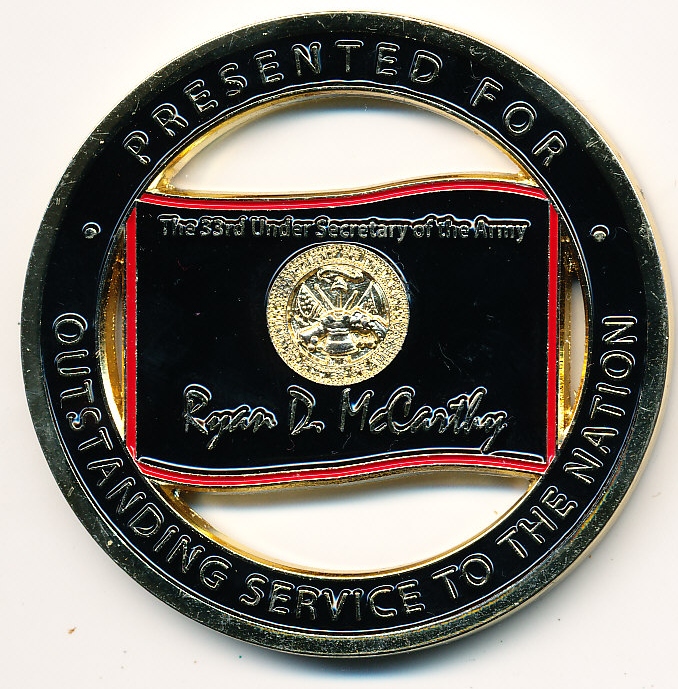 PRESENTED FOR
The 33rd Under Secretary of the Army
Ryan D. McCarthy
OUTSTANDING SERVICE TO THE NATION